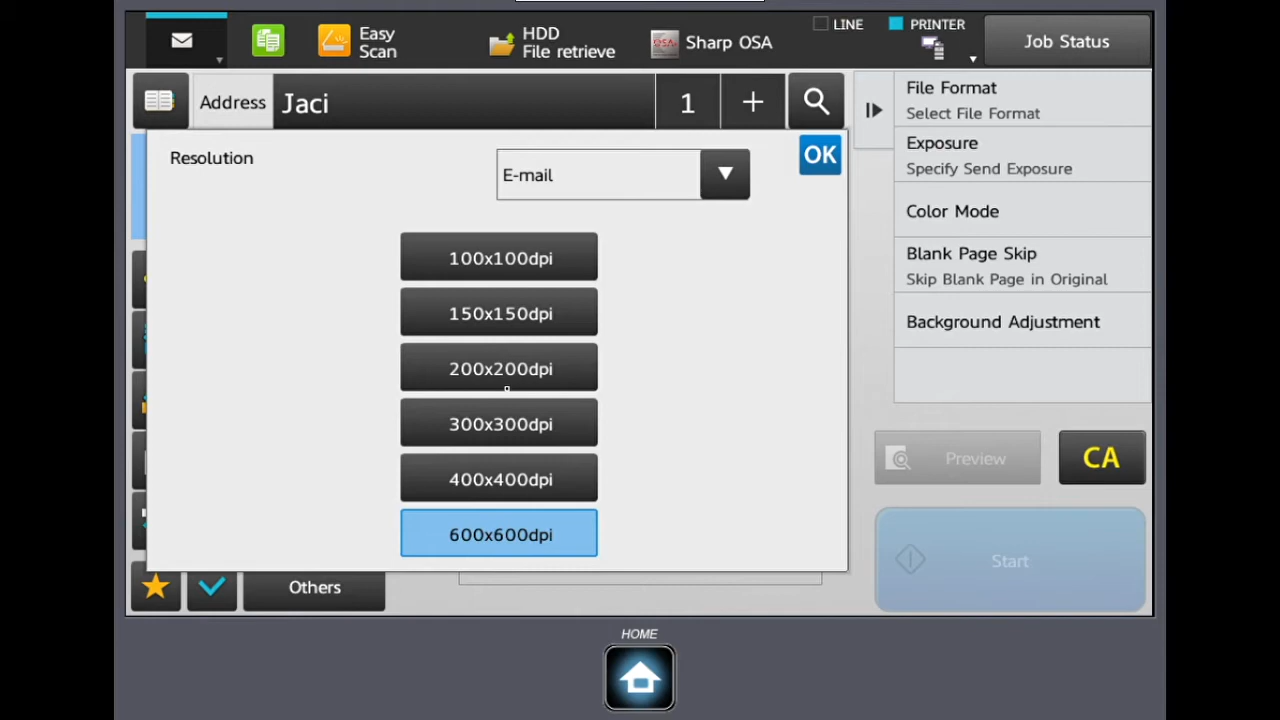 Easy
Scan
HDD
File retrieve
OSA
Sharp OSA
LINE
PRINTER
Job Status
Address
Jaci
1
+
File Format
Select File Format
Resolution
E-mail
OK
Exposure
Specify Send Exposure
Color Mode
Blank Page Skip
Skip Blank Page in Original
Background Adjustment
100x100dpi
150x150dpi
200x200dpi
300x300dpi
400x400dpi
600x600dpi
Preview
CA
Start
Others
HOME